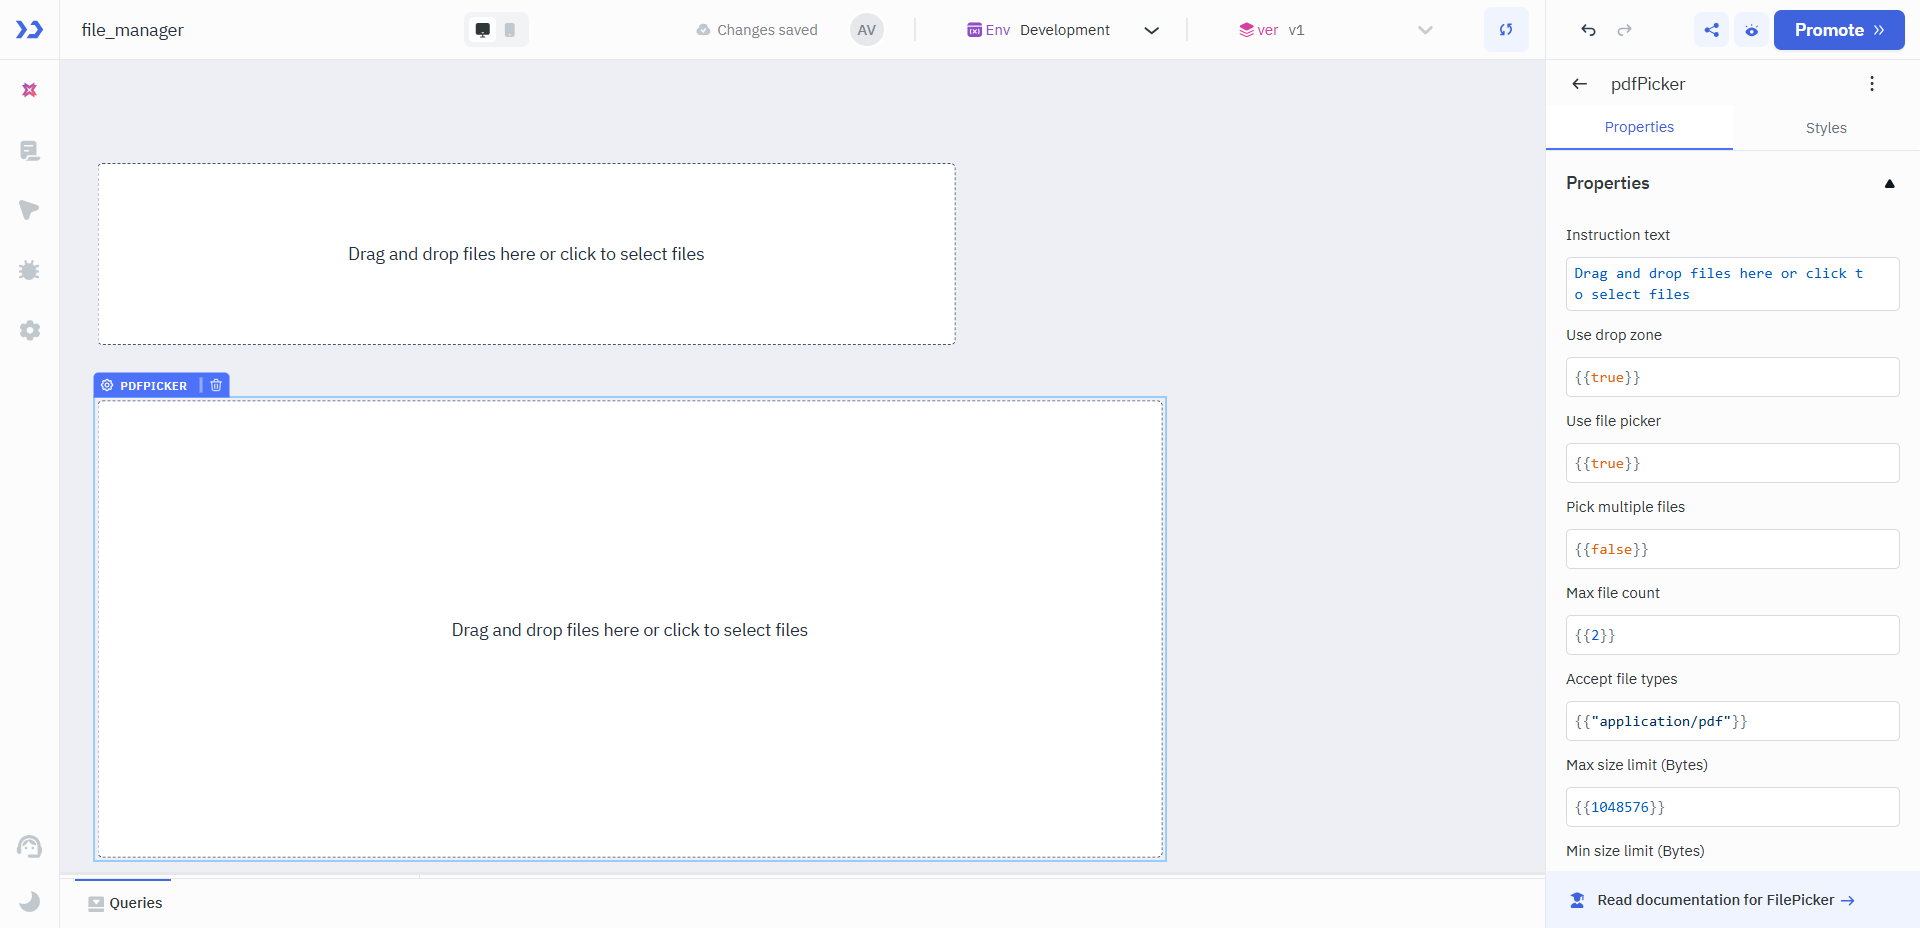 file_manager
Changes saved
AV
Env Development
ver v1
Promote
pdfPicker
Properties
Styles
Properties
Instruction text
Drag and drop files here or click t
o select files
Use drop zone
{{true}}
Use file picker
{{true}}
Pick multiple files
{{false}}
Max file count
{{2}}
Accept file types
{{"application/pdf"}}
Max size limit (Bytes)
{{1048576}}
Min size limit (Bytes)
Read documentation for FilePicker
Drag and drop files here or click to select files
PDFPICKER
Drag and drop files here or click to select files
Queries